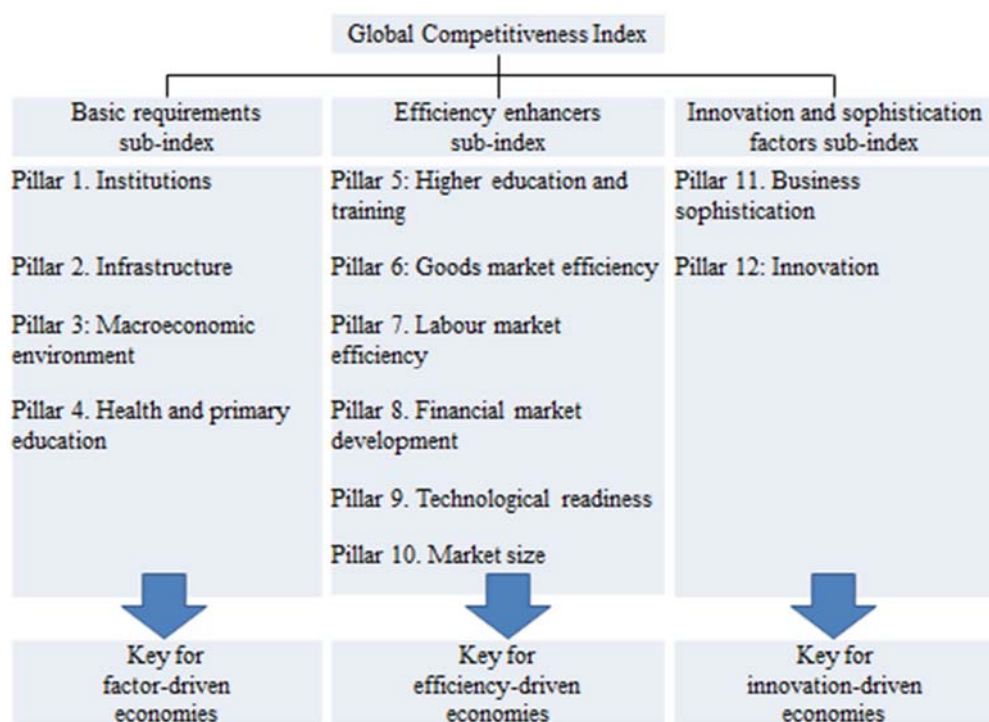 Global Competitiveness Index
Basic requirements
sub-index
Efficiency enhancers
sub-index
Innovation and sophistication
factors sub-index
Pillar 1. Institutions
Pillar 2. Infrastructure
Pillar 3: Macroeconomic
environment
Pillar 4. Health and primary
education
Pillar 5: Higher education and
training
Pillar 6: Goods market efficiency
Pillar 7. Labour market
efficiency
Pillar 8. Financial market
development
Pillar 9. Technological readiness
Pillar 10. Market size
Pillar 11. Business
sophistication
Pillar 12: Innovation
Key for
factor-driven
economies
Key for
efficiency-driven
economies
Key for
innovation-driven
economies